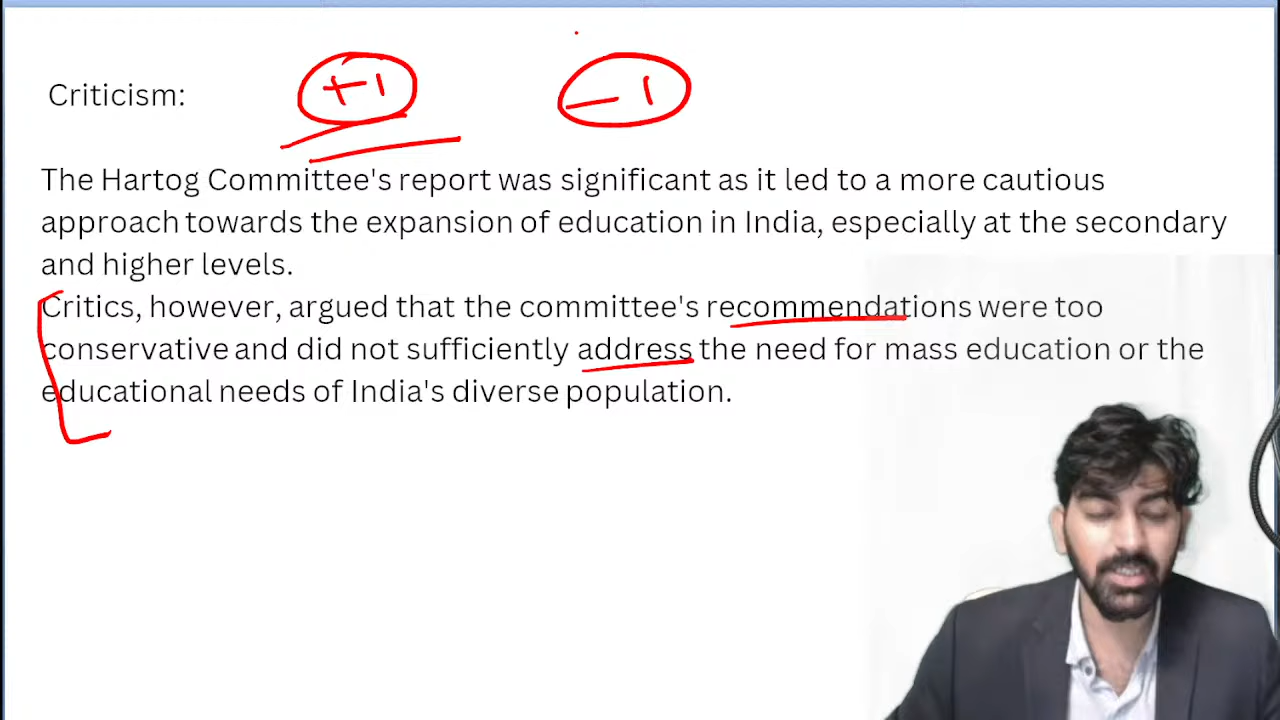 Criticism: +1 -1
The Hartog Committee's report was significant as it led to a more cautious
approach towards the expansion of education in India, especially at the secondary
and higher levels.
Critics, however, argued that the committee's recommendations were too
conservative and did not sufficiently address the need for mass education or the
educational needs of India's diverse population.